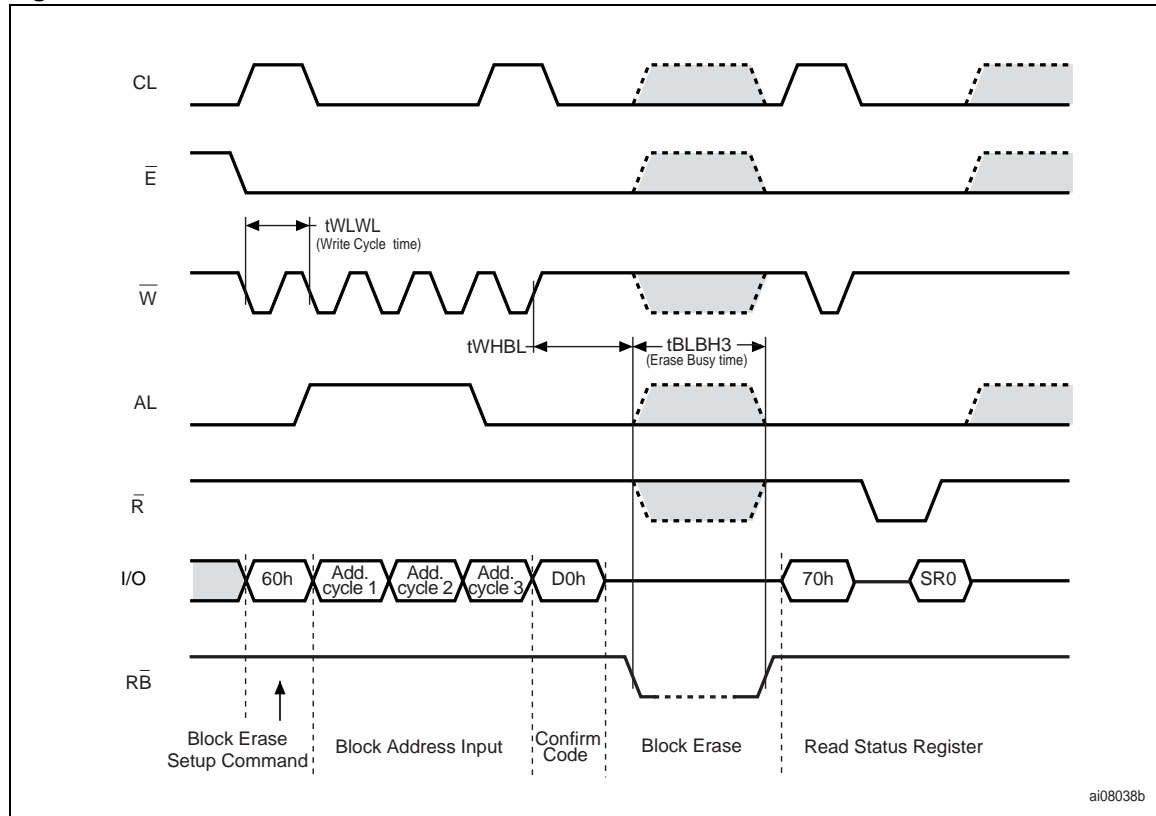 CL
E
tWLWL
(Write Cycle time)
W
tWHBL
tBLBH3
(Erase Busy time)
AL
R
I/O
60h
Add.
cycle 1
Add.
cycle 2
Add.
cycle 3
D0h
70h
SR0
RB
Block Erase
Setup Command
Block Address Input
Confirm
Code
Block Erase
Read Status Register
ai08038b